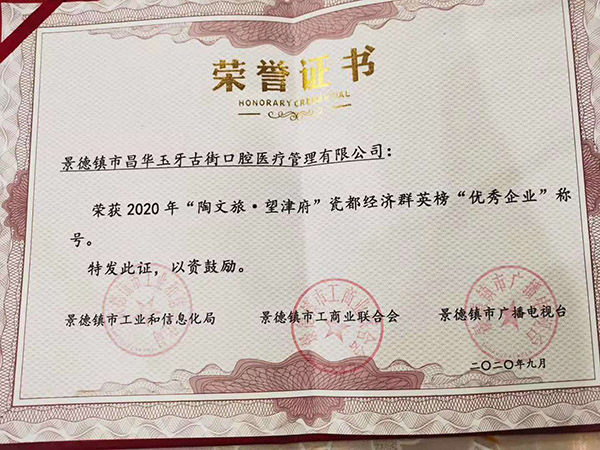 荣誉证书
HONORARY CREDENTIAL
景德镇市昌华玉牙古街口腔医疗管理有限公司：
荣获2020年“陶文旅·望津府”瓷都经济群英榜“优秀企业”称
号。
特发此证，以资鼓励。
景德镇市工业和信息化局 景德镇市工商业联合会 景德镇市广播电视台
二〇二〇年九月